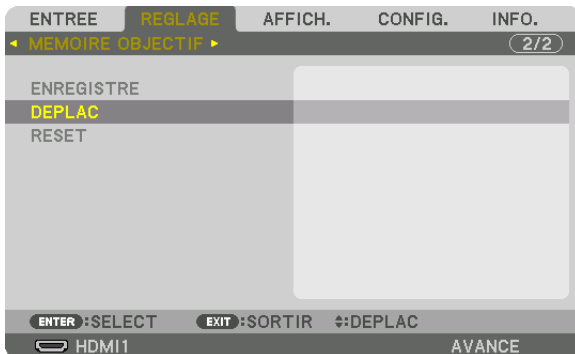 ENTREE REGLAGE AFFICH. CONFIG. INFO.
MEMOIRE OBJECTIF 2/2
ENREGISTRE
DEPLAC
RESET
ENTER :SELECT EXIT :SORTIR :DEPLAC
HDMI1 AVANCE